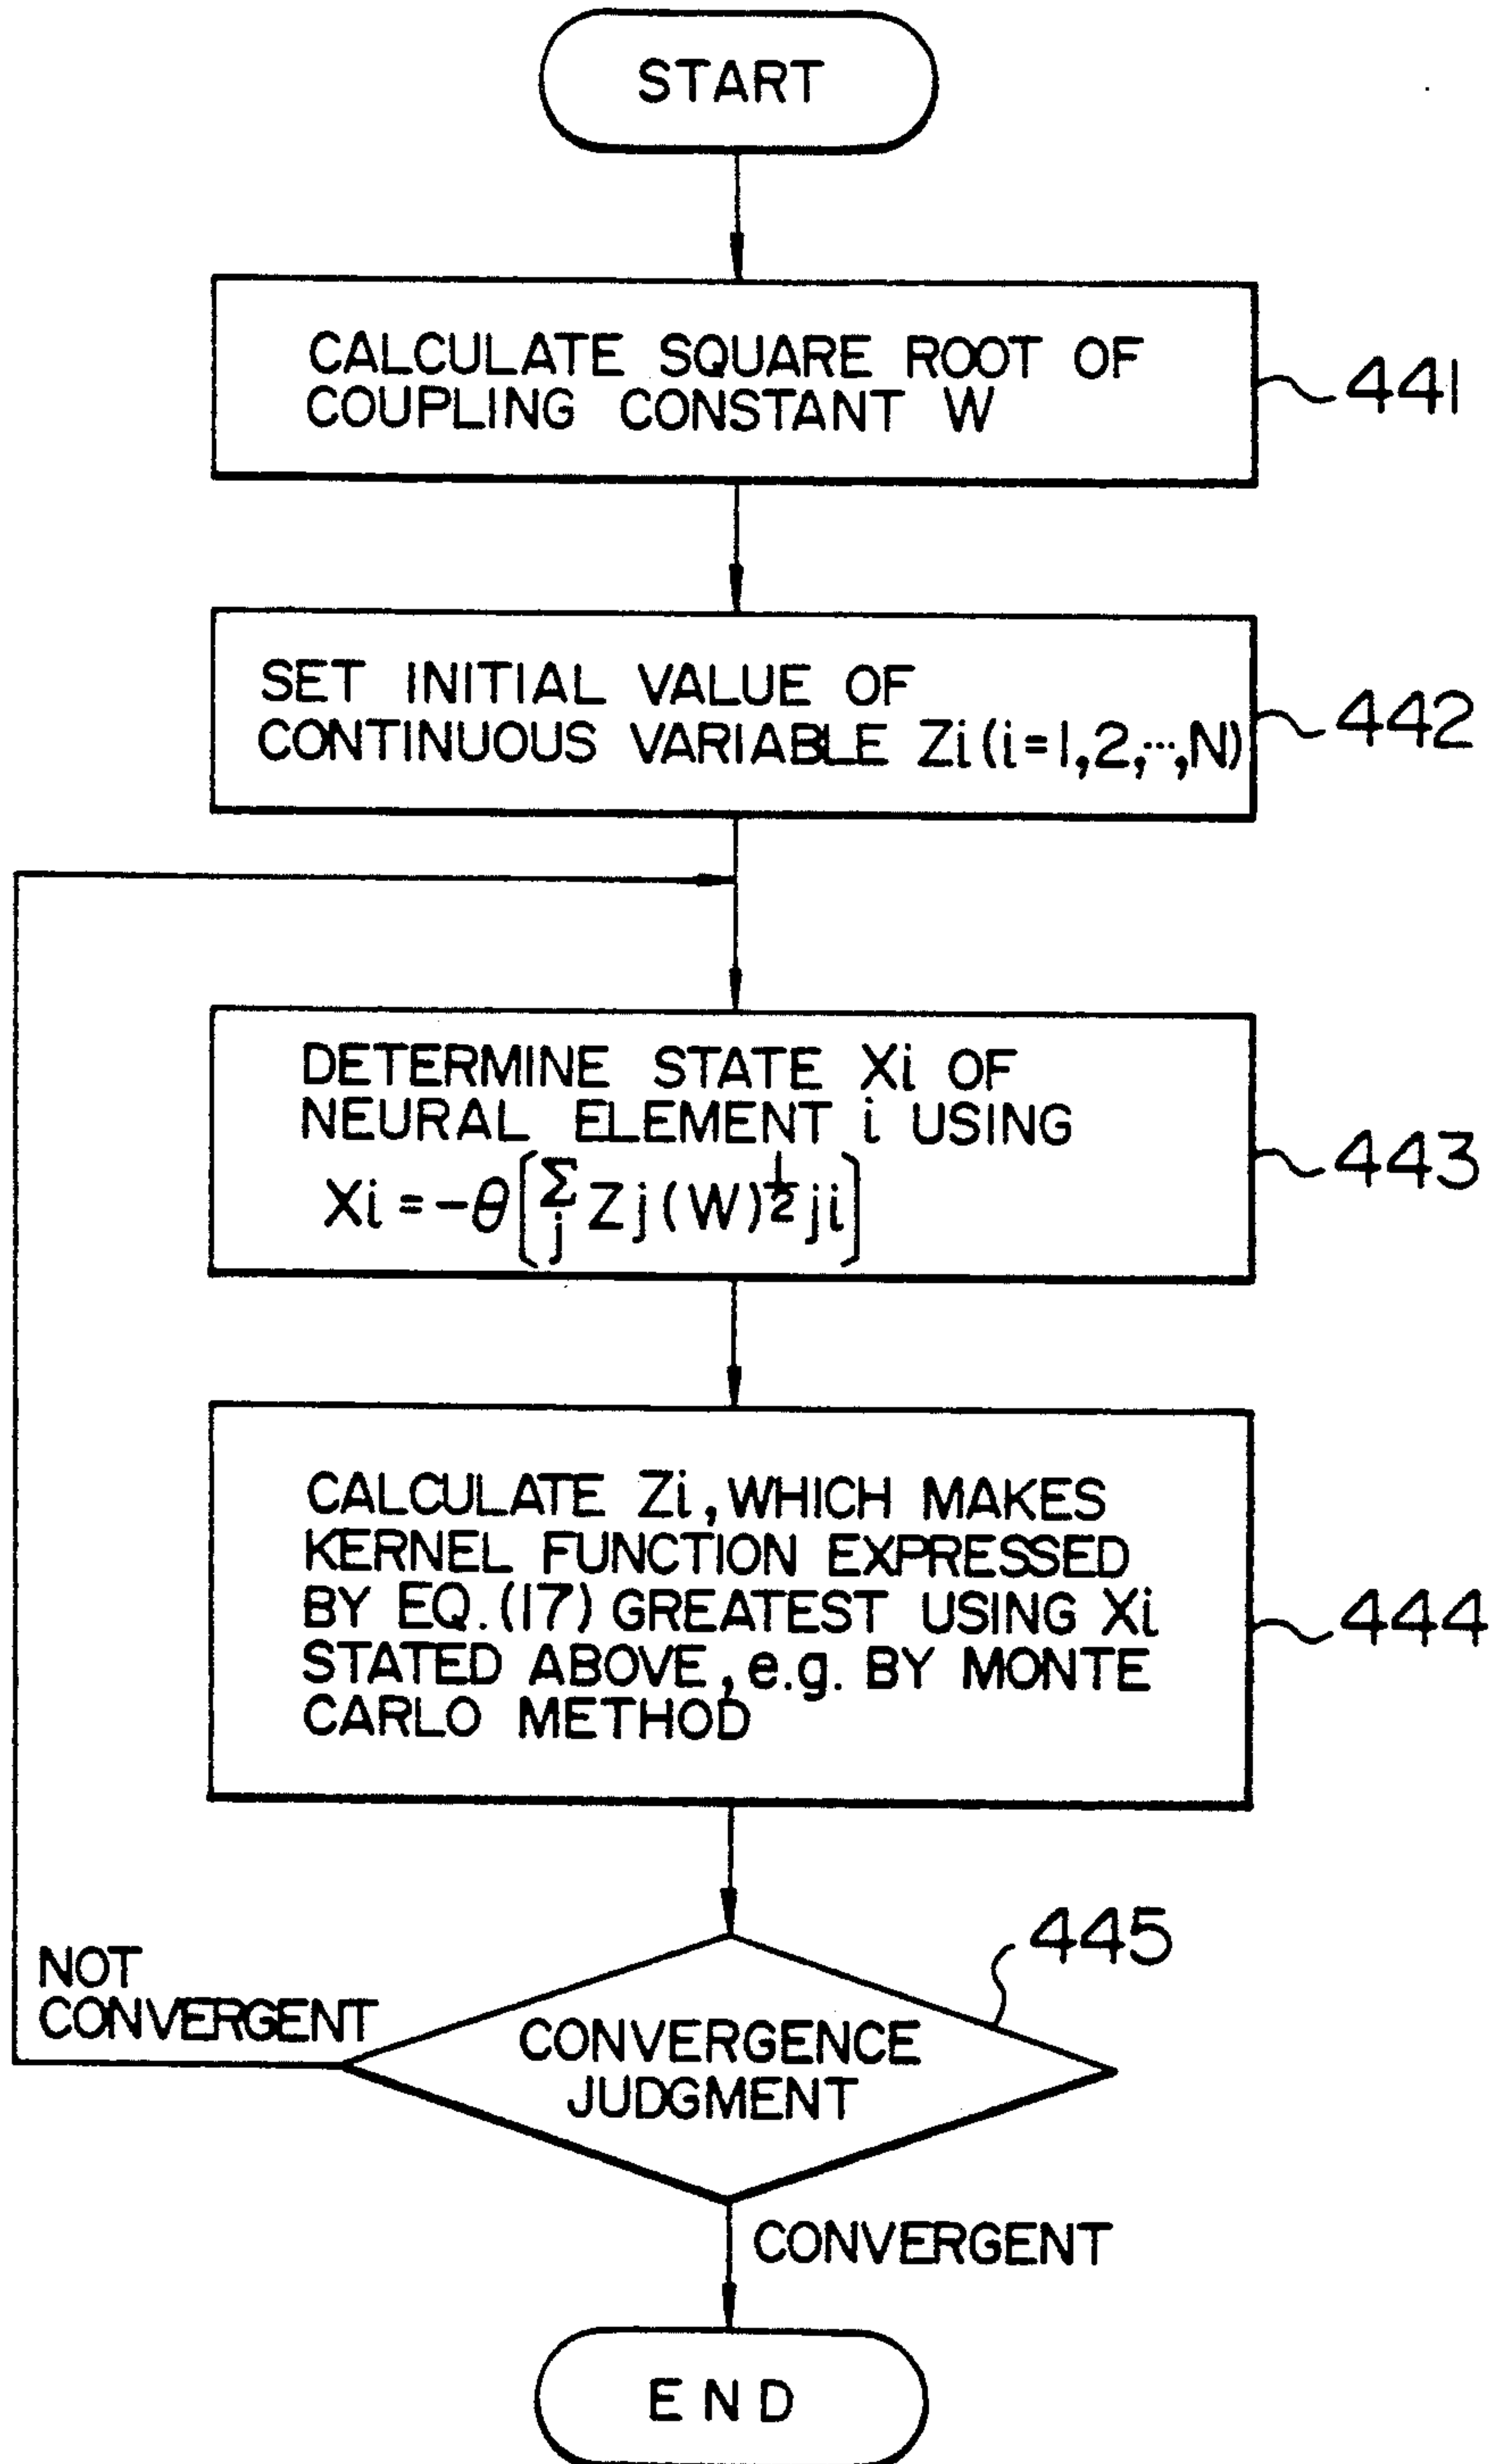 START
CALCULATE SQUARE ROOT OF
COUPLING CONSTANT W
441
SET INITIAL VALUE OF
CONTINUOUS VARIABLE Zi(i=1,2,…,N)
442
DETERMINE STATE Xi OF
NEURAL ELEMENT i USING
Xi = -θ[Σj Zj(W)^1/2 ji]
443
CALCULATE Zi, WHICH MAKES
KERNEL FUNCTION EXPRESSED
BY EQ.(17) GREATEST USING Xi
STATED ABOVE, e.g. BY MONTE
CARLO METHOD
444
445
NOT
CONVERGENT
CONVERGENCE
JUDGMENT
CONVERGENT
END